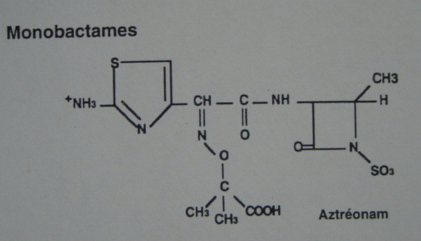 Monobactames
S
CH3
+NH3
CH
C
NH
H
N
N
O
O
N
O
SO3
C
CH3
CH3
COOH
Aztréonam